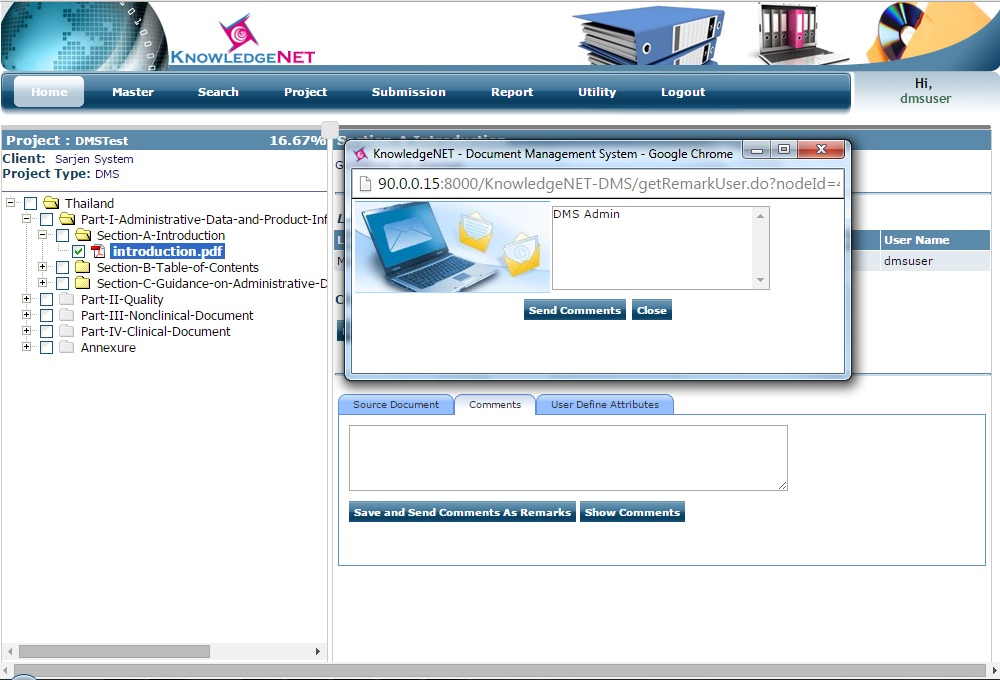 KNOWLEDGENET
Home Master Search Project Submission Report Utility Logout
Hi,
dmsuser
Project : DMSTest 16.67%
Client: Sarjen System
Project Type: DMS
Thailand
Part-I-Administrative-Data-and-Product-Inf
Section-A-Introduction
introduction.pdf
Section-B-Table-of-Contents
Section-C-Guidance-on-Administrative-D
Part-II-Quality
Part-III-Nonclinical-Document
Part-IV-Clinical-Document
Annexure
Section-A-Introduction
KnowledgeNET - Document Management System - Google Chrome
90.0.0.15:8000/KnowledgeNET-DMS/getRemarkUser.do?nodeId=4
DMS Admin
Send Comments Close
User Name
dmsuser
Source Document Comments User Define Attributes
Save and Send Comments As Remarks Show Comments